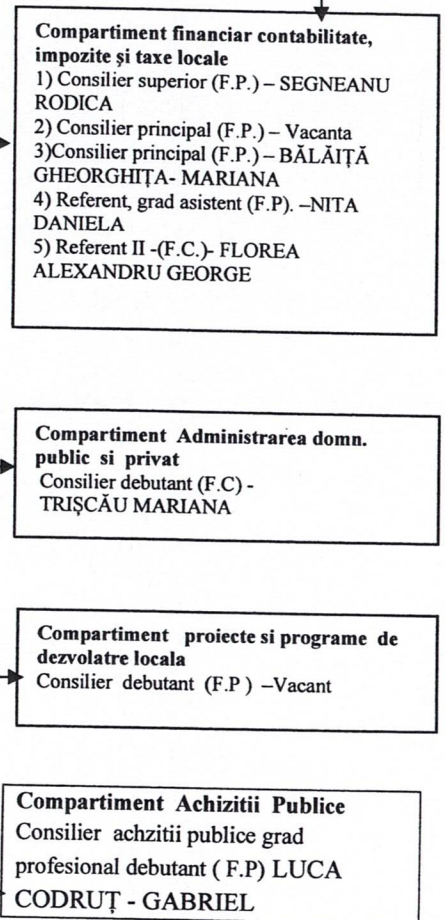 Compartiment financiar contabilitate,
impozite şi taxe locale
1) Consilier superior (F.P.) – SEGNEANU
RODICA
2) Consilier principal (F.P.) – Vacanta
3)Consilier principal (F.P.) – BĂLĂIŢĂ
GHEORGHIŢA- MARIANA
4) Referent, grad asistent (F.P). –NITA
DANIELA
5) Referent II -(F.C.)- FLOREA
ALEXANDRU GEORGE
Compartiment Administrarea domn.
public si privat
Consilier debutant (F.C) -
TRIŞCĂU MARIANA
Compartiment proiecte si programe de
dezvolatre locala
Consilier debutant (F.P ) –Vacant
Compartiment Achizitii Publice
Consilier achzitii publice grad
profesional debutant ( F.P) LUCA
CODRUŢ - GABRIEL